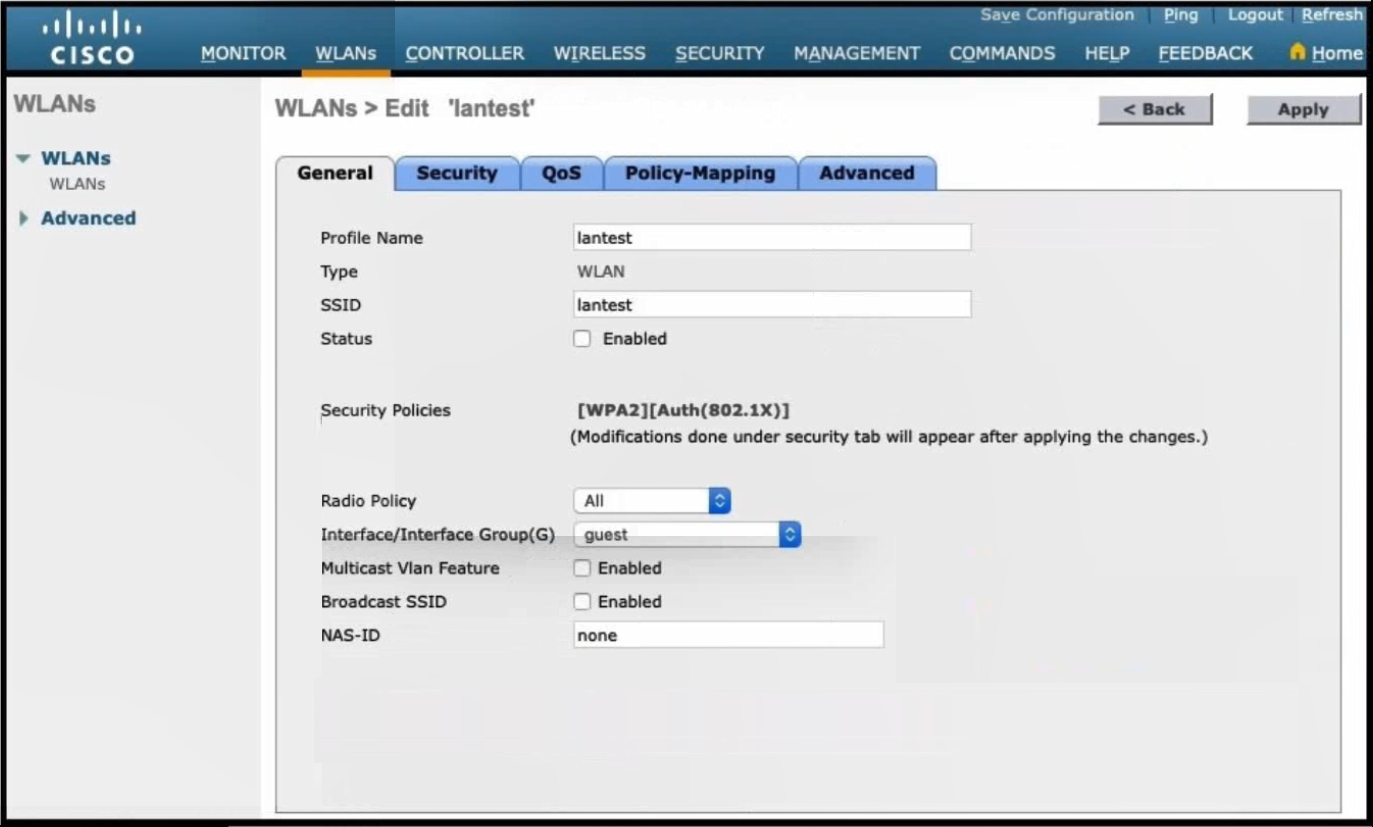 Save Configuration Ping Logout Refresh
CISCO MONITOR WLANs CONTROLLER WIRELESS SECURITY MANAGEMENT COMMANDS HELP FEEDBACK Home
WLANs
WLANs > Edit 'lantest'
< Back Apply
WLANs
WLANs
Advanced
General Security QoS Policy-Mapping Advanced
Profile Name lantest
Type WLAN
SSID lantest
Status Enabled
Security Policies [WPA2][Auth(802.1X)]
(Modifications done under security tab will appear after applying the changes.)
Radio Policy All
Interface/Interface Group(G) guest
Multicast Vlan Feature Enabled
Broadcast SSID Enabled
NAS-ID none